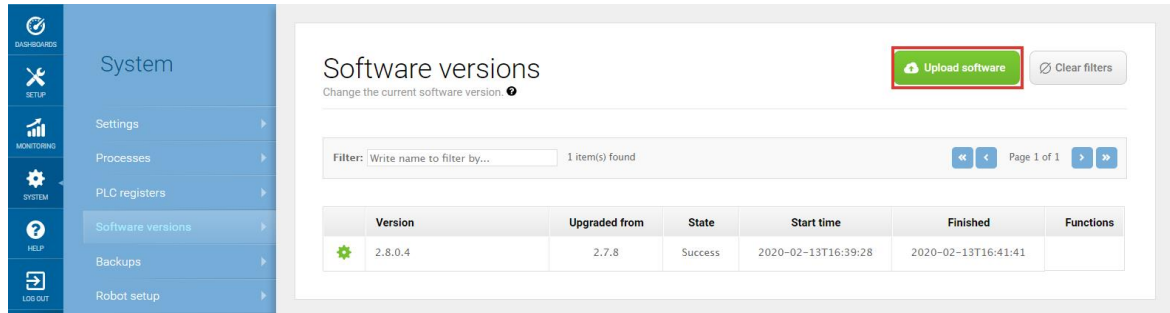 DASHBOARDS
SETUP
MONITORING
SYSTEM
HELP
LOG OUT
System
Settings
Processes
PLC registers
Software versions
Backups
Robot setup
Software versions
Change the current software version. ?
Upload software
Clear filters
Filter: Write name to filter by... 1 item(s) found
« < Page 1 of 1 > »
Version Upgraded from State Start time Finished Functions
2.8.0.4 2.7.8 Success 2020-02-13T16:39:28 2020-02-13T16:41:41